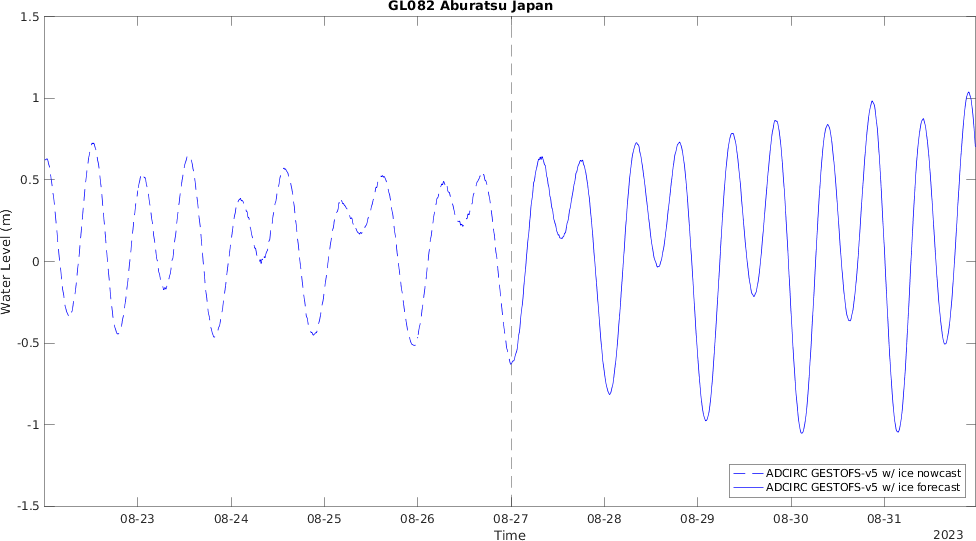 GL082 Aburatsu Japan
1.5
1
0.5
0
-0.5
-1
-1.5
Water Level (m)
08-23 08-24 08-25 08-26 08-27 08-28 08-29 08-30 08-31
Time
2023
ADCIRC GESTOFS-v5 w/ ice nowcast
ADCIRC GESTOFS-v5 w/ ice forecast